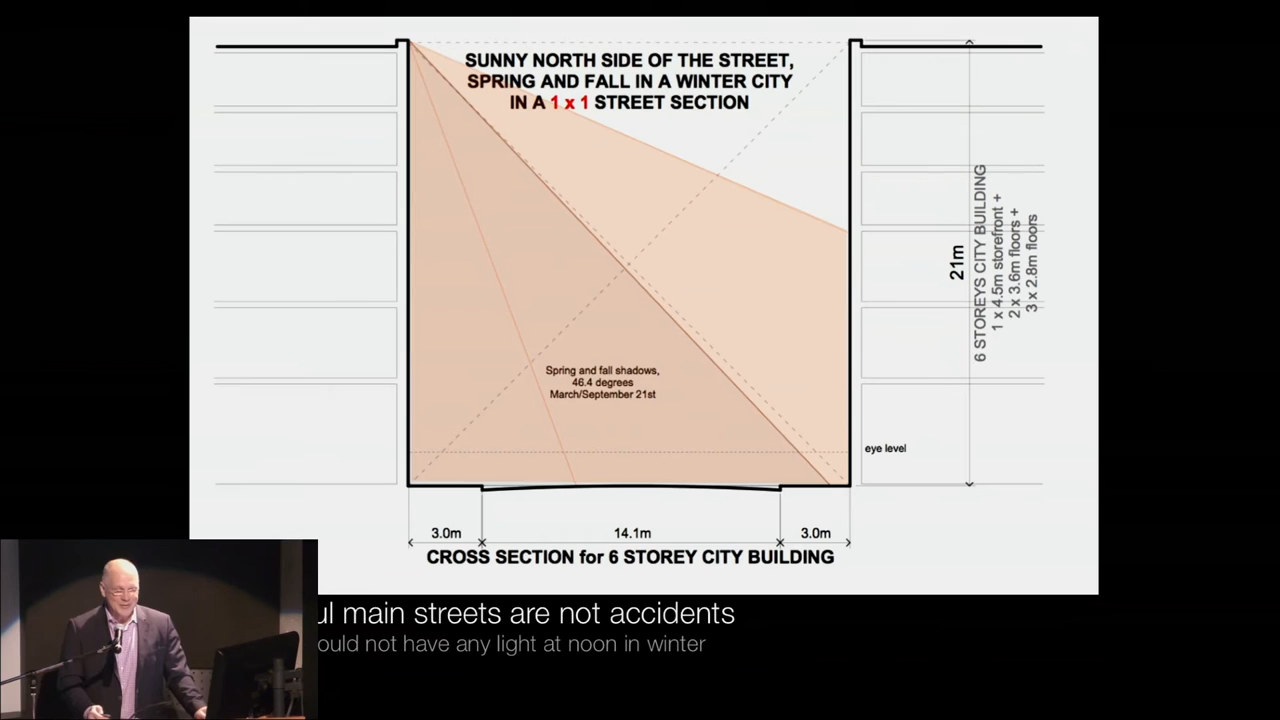 SUNNY NORTH SIDE OF THE STREET,
SPRING AND FALL IN A WINTER CITY
IN A 1 x 1 STREET SECTION
21m
6 STOREYS CITY BUILDING
1 x 4.5m storefront +
2 x 3.6m floors +
3 x 2.8m floors
Spring and fall shadows,
46.4 degrees
March/September 21st
eye level
3.0m 14.1m 3.0m
CROSS SECTION for 6 STOREY CITY BUILDING
main streets are not accidents
not have any light at noon in winter